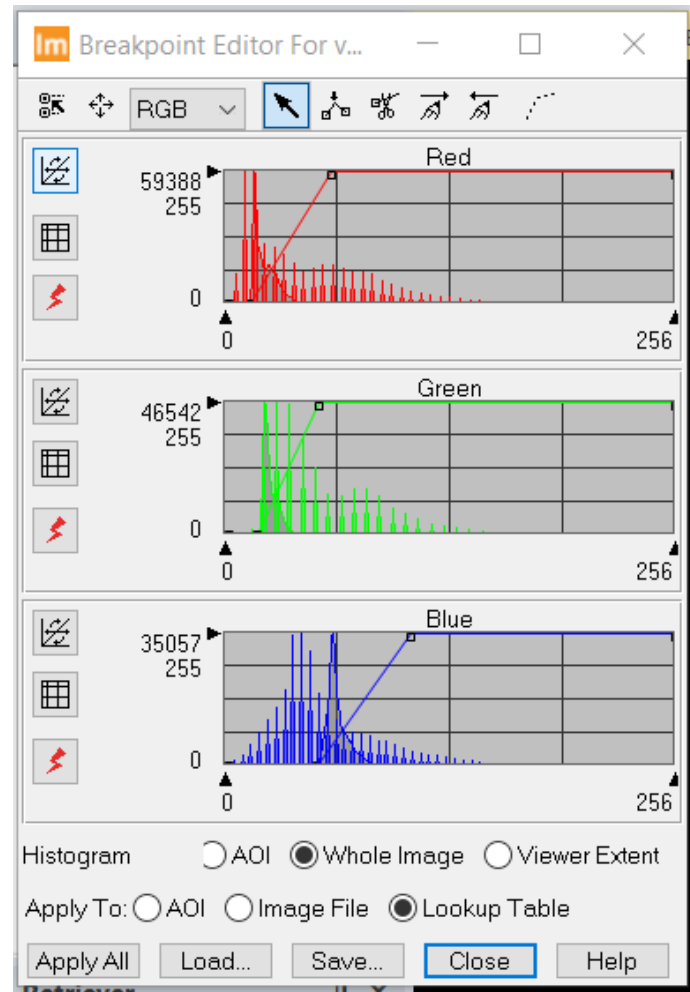 Im Breakpoint Editor For v...
RGB
Red
59388
255
0
0 256
Green
46542
255
0
0 256
Blue
35057
255
0
0 256
Histogram AOI Whole Image Viewer Extent
Apply To: AOI Image File Lookup Table
Apply All Load... Save... Close Help